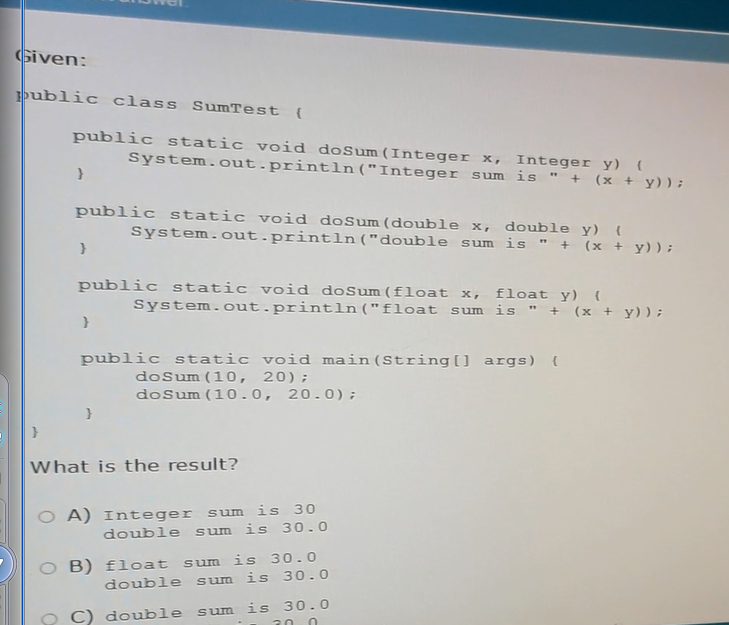 Given:
public class SumTest {
public static void doSum(Integer x, Integer y) {
System.out.println("Integer sum is " + (x + y));
}
public static void doSum(double x, double y) {
System.out.println("double sum is " + (x + y));
}
public static void doSum(float x, float y) {
System.out.println("float sum is " + (x + y));
}
public static void main(String[] args) {
doSum(10, 20);
doSum(10.0, 20.0);
}
}
What is the result?
A) Integer sum is 30
double sum is 30.0
B) float sum is 30.0
double sum is 30.0
C) double sum is 30.0